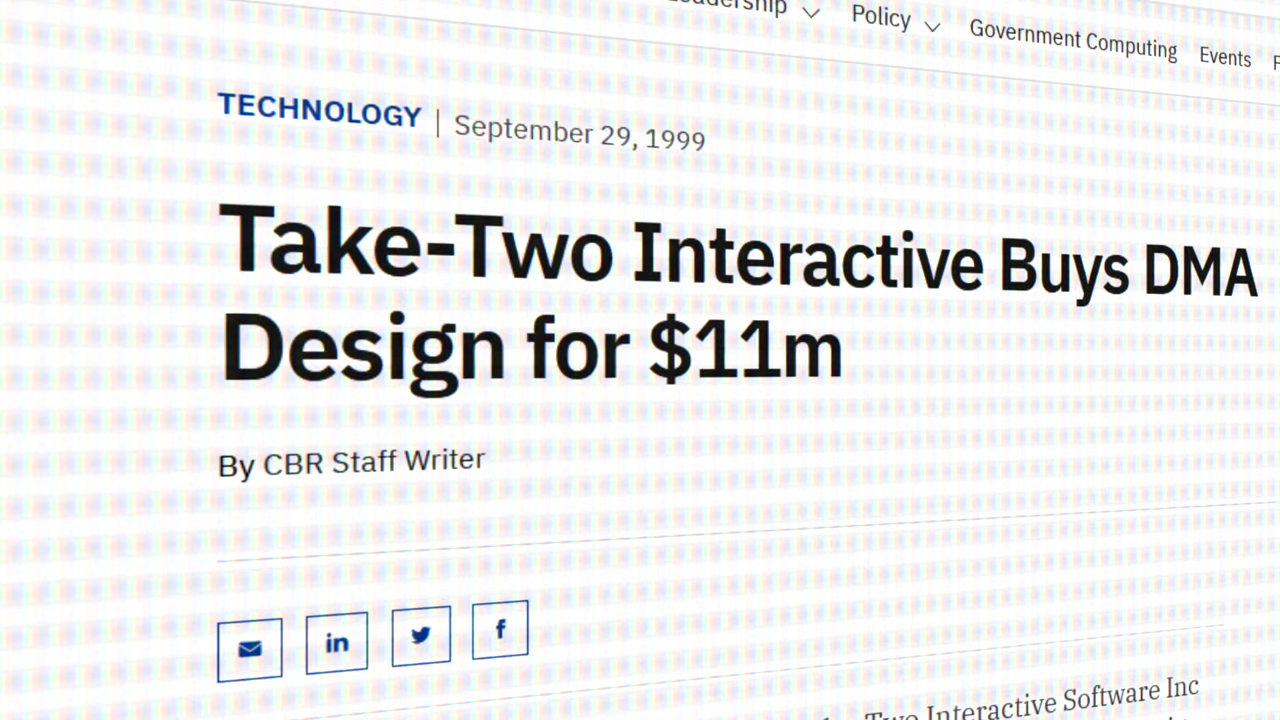 Policy
Government Computing
Events
TECHNOLOGY | September 29, 1999
Take-Two Interactive Buys DMA
Design for $11m
By CBR Staff Writer
in
f
Two Interactive Software Inc